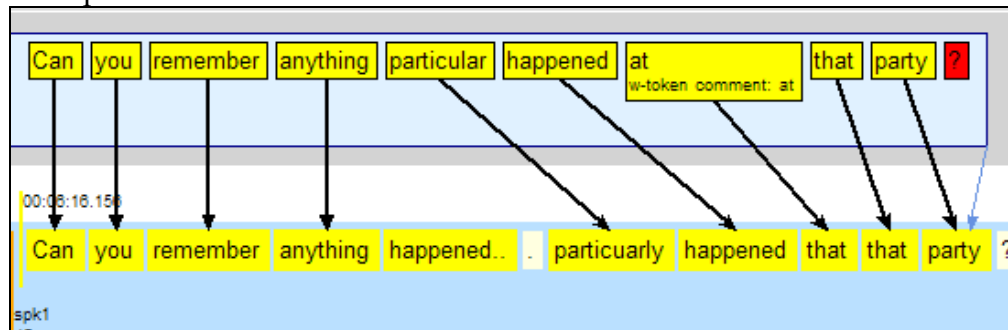 Can you remember anything particular happened at that party ?
w-token comment: at
00:06:16.156
Can you remember anything happened.. . particuarly happened that that party ?
spk1